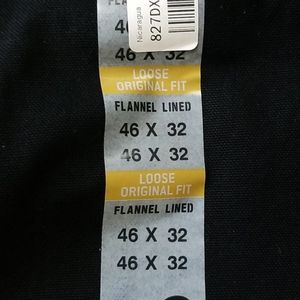 Nicaragua
827DX
46 X 32
LOOSE
ORIGINAL FIT
FLANNEL LINED
46 X 32
46 X 32
LOOSE
ORIGINAL FIT
FLANNEL LINED
46 X 32
46 X 32